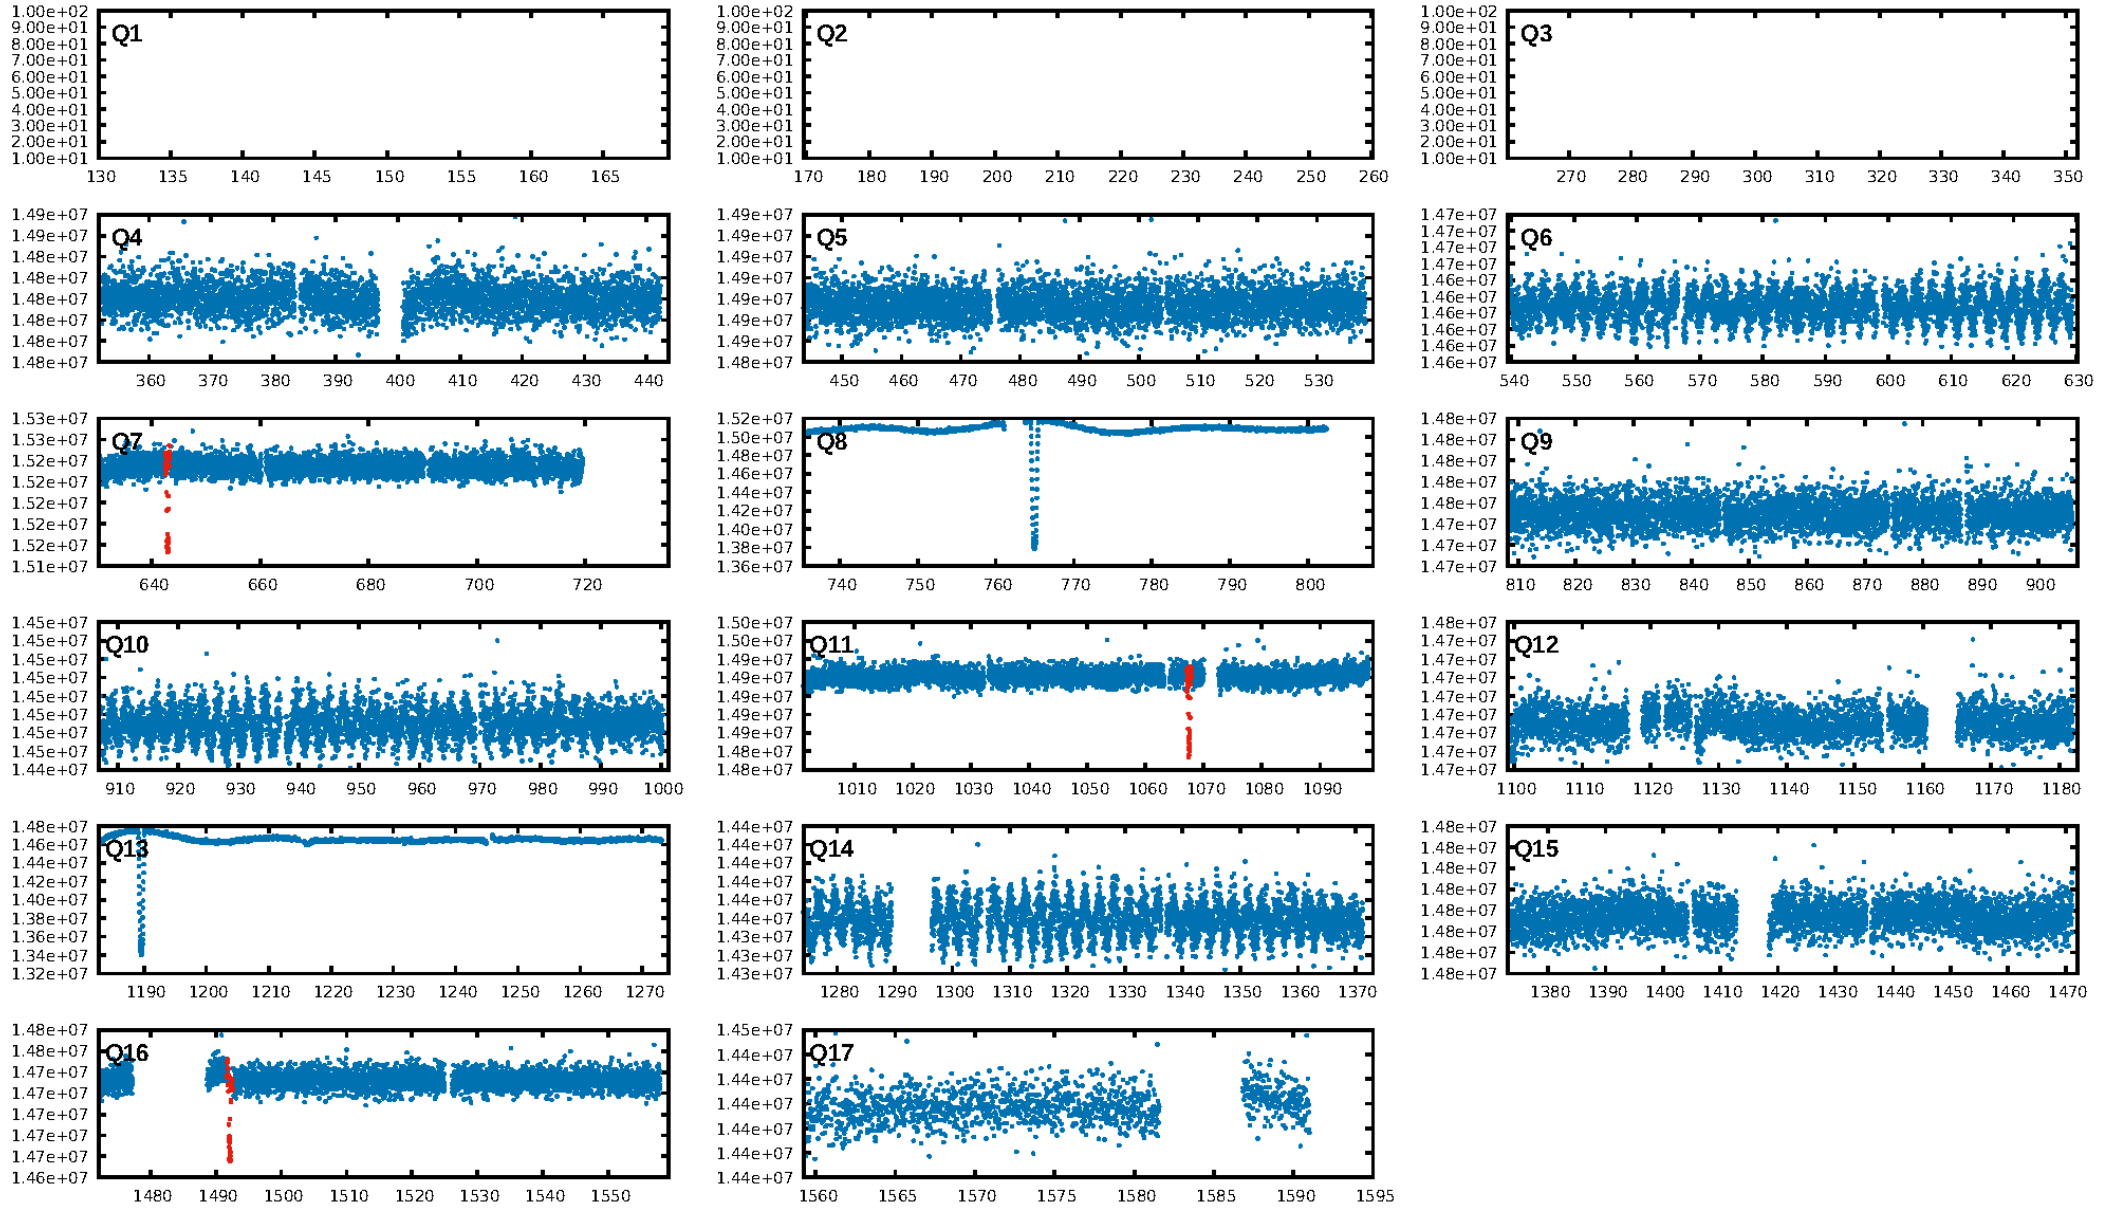 1.00e+02 9.00e+01 8.00e+01 7.00e+01 6.00e+01 5.00e+01 4.00e+01 3.00e+01 2.00e+01 1.00e+01
Q1
130 135 140 145 150 155 160 165
1.00e+02 9.00e+01 8.00e+01 7.00e+01 6.00e+01 5.00e+01 4.00e+01 3.00e+01 2.00e+01 1.00e+01
Q2
170 180 190 200 210 220 230 240 250 260
1.00e+02 9.00e+01 8.00e+01 7.00e+01 6.00e+01 5.00e+01 4.00e+01 3.00e+01 2.00e+01 1.00e+01
Q3
270 280 290 300 310 320 330 340 350
1.49e+07 1.49e+07 1.48e+07 1.48e+07 1.48e+07 1.48e+07 1.48e+07 1.48e+07
Q4
360 370 380 390 400 410 420 430 440
1.49e+07 1.49e+07 1.49e+07 1.49e+07 1.49e+07 1.49e+07 1.49e+07 1.48e+07
Q5
450 460 470 480 490 500 510 520 530
1.47e+07 1.47e+07 1.47e+07 1.47e+07 1.46e+07 1.46e+07 1.46e+07 1.46e+07 1.46e+07 1.46e+07
Q6
540 550 560 570 580 590 600 610 620 630
1.53e+07 1.53e+07 1.52e+07 1.52e+07 1.52e+07 1.52e+07 1.52e+07 1.51e+07
Q7
640 660 680 700 720
1.52e+07 1.50e+07 1.48e+07 1.46e+07 1.44e+07 1.42e+07 1.40e+07 1.38e+07 1.36e+07
Q8
740 750 760 770 780 790 800
1.48e+07 1.48e+07 1.48e+07 1.48e+07 1.47e+07 1.47e+07 1.47e+07 1.47e+07
Q9
810 820 830 840 850 860 870 880 890 900
1.45e+07 1.45e+07 1.45e+07 1.45e+07 1.45e+07 1.45e+07 1.45e+07 1.45e+07 1.44e+07
Q10
910 920 930 940 950 960 970 980 990 1000
1.50e+07 1.50e+07 1.49e+07 1.49e+07 1.49e+07 1.49e+07 1.49e+07 1.48e+07 1.48e+07
Q11
1010 1020 1030 1040 1050 1060 1070 1080 1090
1.48e+07 1.47e+07 1.47e+07 1.47e+07 1.47e+07 1.47e+07 1.47e+07 1.47e+07 1.47e+07
Q12
1100 1110 1120 1130 1140 1150 1160 1170 1180
1.48e+07 1.46e+07 1.44e+07 1.42e+07 1.40e+07 1.38e+07 1.36e+07 1.34e+07 1.32e+07
Q13
1190 1200 1210 1220 1230 1240 1250 1260 1270
1.44e+07 1.44e+07 1.44e+07 1.44e+07 1.44e+07 1.44e+07 1.43e+07 1.43e+07 1.43e+07
Q14
1280 1290 1300 1310 1320 1330 1340 1350 1360 1370
1.48e+07 1.48e+07 1.48e+07 1.48e+07 1.48e+07 1.48e+07 1.48e+07 1.48e+07
Q15
1380 1390 1400 1410 1420 1430 1440 1450 1460 1470
1.48e+07 1.48e+07 1.47e+07 1.47e+07 1.47e+07 1.47e+07 1.47e+07 1.46e+07
Q16
1480 1490 1500 1510 1520 1530 1540 1550
1.45e+07 1.44e+07 1.44e+07 1.44e+07 1.44e+07 1.44e+07 1.44e+07
Q17
1560 1565 1570 1575 1580 1585 1590 1595